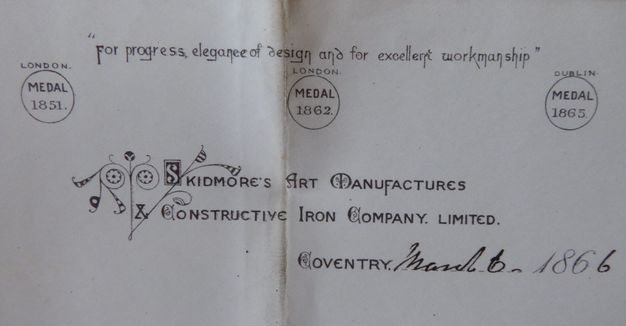 "For progress, elegance of design and for excellent workmanship"
LONDON.
MEDAL
1851.
LONDON.
MEDAL
1862.
DUBLIN.
MEDAL
1865.
SKIDMORE'S ART MANUFACTURES
& CONSTRUCTIVE IRON COMPANY. LIMITED.
COVENTRY. March 6. 1866